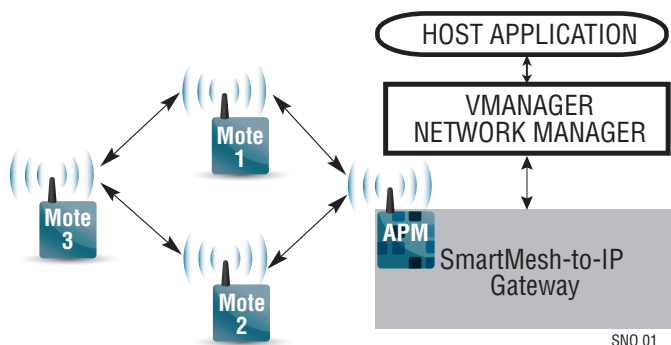 HOST APPLICATION
VMANAGER
NETWORK MANAGER
Mote
1
Mote
3
APM
SmartMesh-to-IP
Gateway
Mote
2
SNO 01